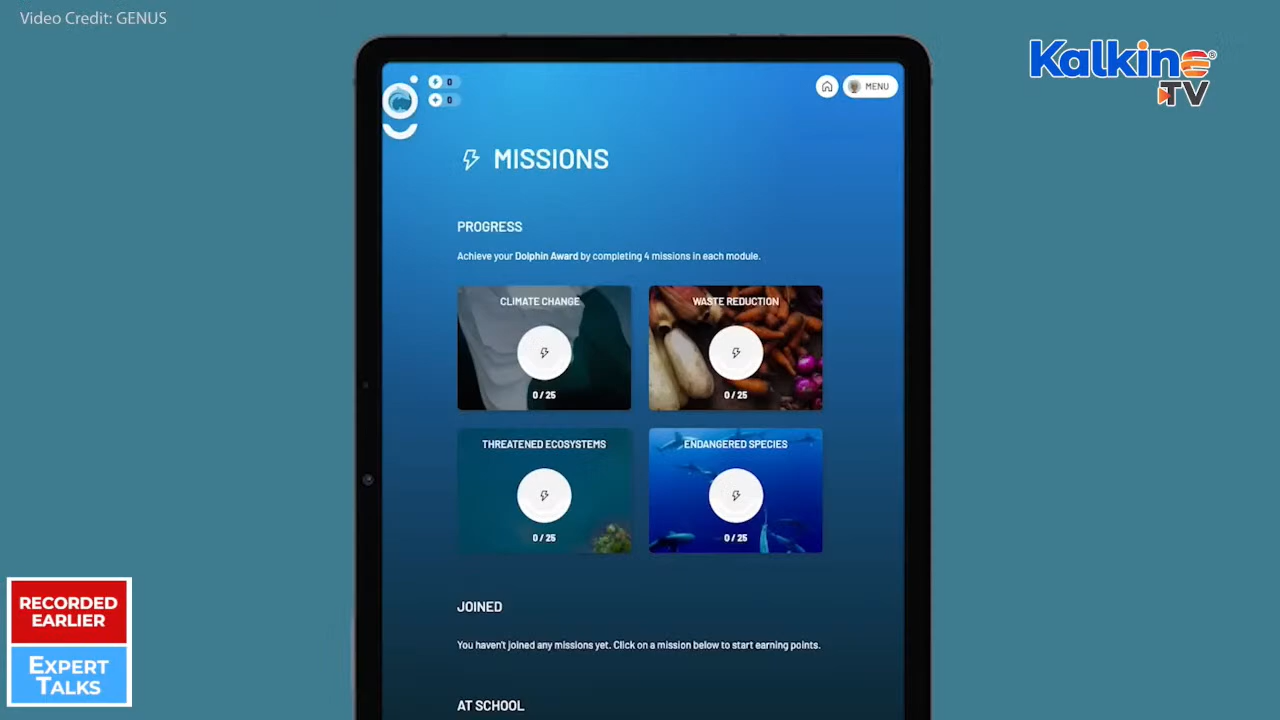 Video Credit: GENUS
Kalkine
TV
0
0
MENU
MISSIONS
PROGRESS
Achieve your Dolphin Award by completing 4 missions in each module.
CLIMATE CHANGE
0 / 25
WASTE REDUCTION
0 / 25
THREATENED ECOSYSTEMS
0 / 25
ENDANGERED SPECIES
0 / 25
JOINED
You haven't joined any missions yet. Click on a mission below to start earning points.
AT SCHOOL
RECORDED
EARLIER
EXPERT
TALKS